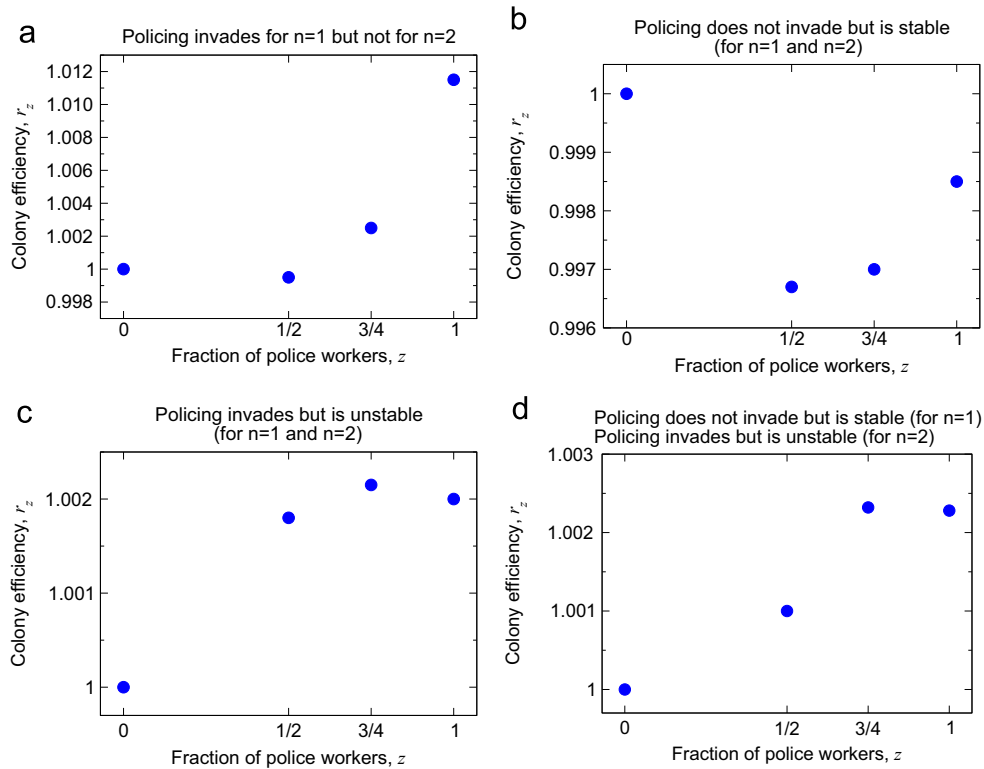 a
Policing invades for n=1 but not for n=2
1.012
1.010
1.008
1.006
1.004
1.002
1
0.998
Colony efficiency, r_z
0
1/2
3/4
1
Fraction of police workers, z
b
Policing does not invade but is stable
(for n=1 and n=2)
1
0.999
0.998
0.997
0.996
Colony efficiency, r_z
0
1/2
3/4
1
Fraction of police workers, z
c
Policing invades but is unstable
(for n=1 and n=2)
1.002
1.001
1
Colony efficiency, r_z
0
1/2
3/4
1
Fraction of police workers, z
d
Policing does not invade but is stable (for n=1)
Policing invades but is unstable (for n=2)
1.003
1.002
1.001
1
Colony efficiency, r_z
0
1/2
3/4
1
Fraction of police workers, z